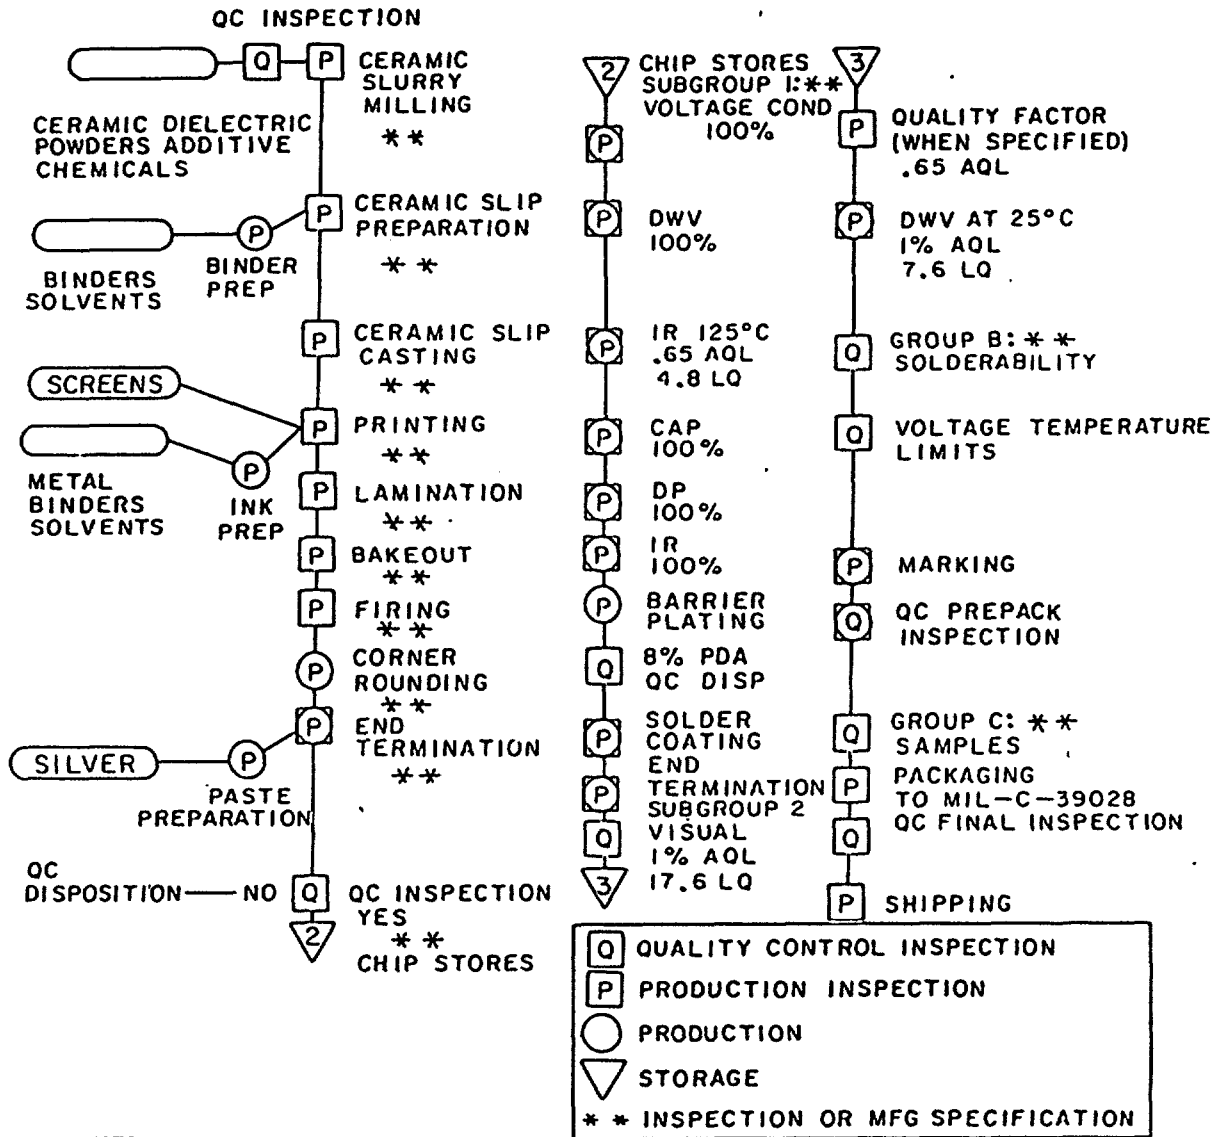 QC INSPECTION
Q
P
CERAMIC
SLURRY
MILLING
* *
CERAMIC DIELECTRIC
POWDERS ADDITIVE
CHEMICALS
P
CERAMIC SLIP
PREPARATION
* *
P
BINDER
PREP
BINDERS
SOLVENTS
P
CERAMIC SLIP
CASTING
* *
SCREENS
P
PRINTING
* *
P
INK
PREP
METAL
BINDERS
SOLVENTS
P
LAMINATION
* *
P
BAKEOUT
* *
P
FIRING
* *
P
CORNER
ROUNDING
* *
P
END
TERMINATION
* *
SILVER
P
PASTE
PREPARATION
QC
DISPOSITION — NO
Q
QC INSPECTION
YES
* *
2
CHIP STORES
2
CHIP STORES
SUBGROUP 1:* *
VOLTAGE COND
100%
P
P
DWV
100%
P
IR 125°C
.65 AQL
4.8 LQ
P
CAP
100%
P
DP
100%
P
IR
100%
P
BARRIER
PLATING
Q
8% PDA
QC DISP
P
SOLDER
COATING
END
P
TERMINATION
SUBGROUP 2
Q
VISUAL
1% AQL
3
17.6 LQ
3
P
QUALITY FACTOR
(WHEN SPECIFIED)
.65 AQL
P
DWV AT 25°C
1% AQL
7.6 LQ
Q
GROUP B: * *
SOLDERABILITY
Q
VOLTAGE TEMPERATURE
LIMITS
P
MARKING
Q
QC PREPACK
INSPECTION
Q
GROUP C: * *
SAMPLES
P
PACKAGING
TO MIL-C-39028
Q
QC FINAL INSPECTION
P
SHIPPING
Q QUALITY CONTROL INSPECTION
P PRODUCTION INSPECTION
PRODUCTION
STORAGE
* * INSPECTION OR MFG SPECIFICATION